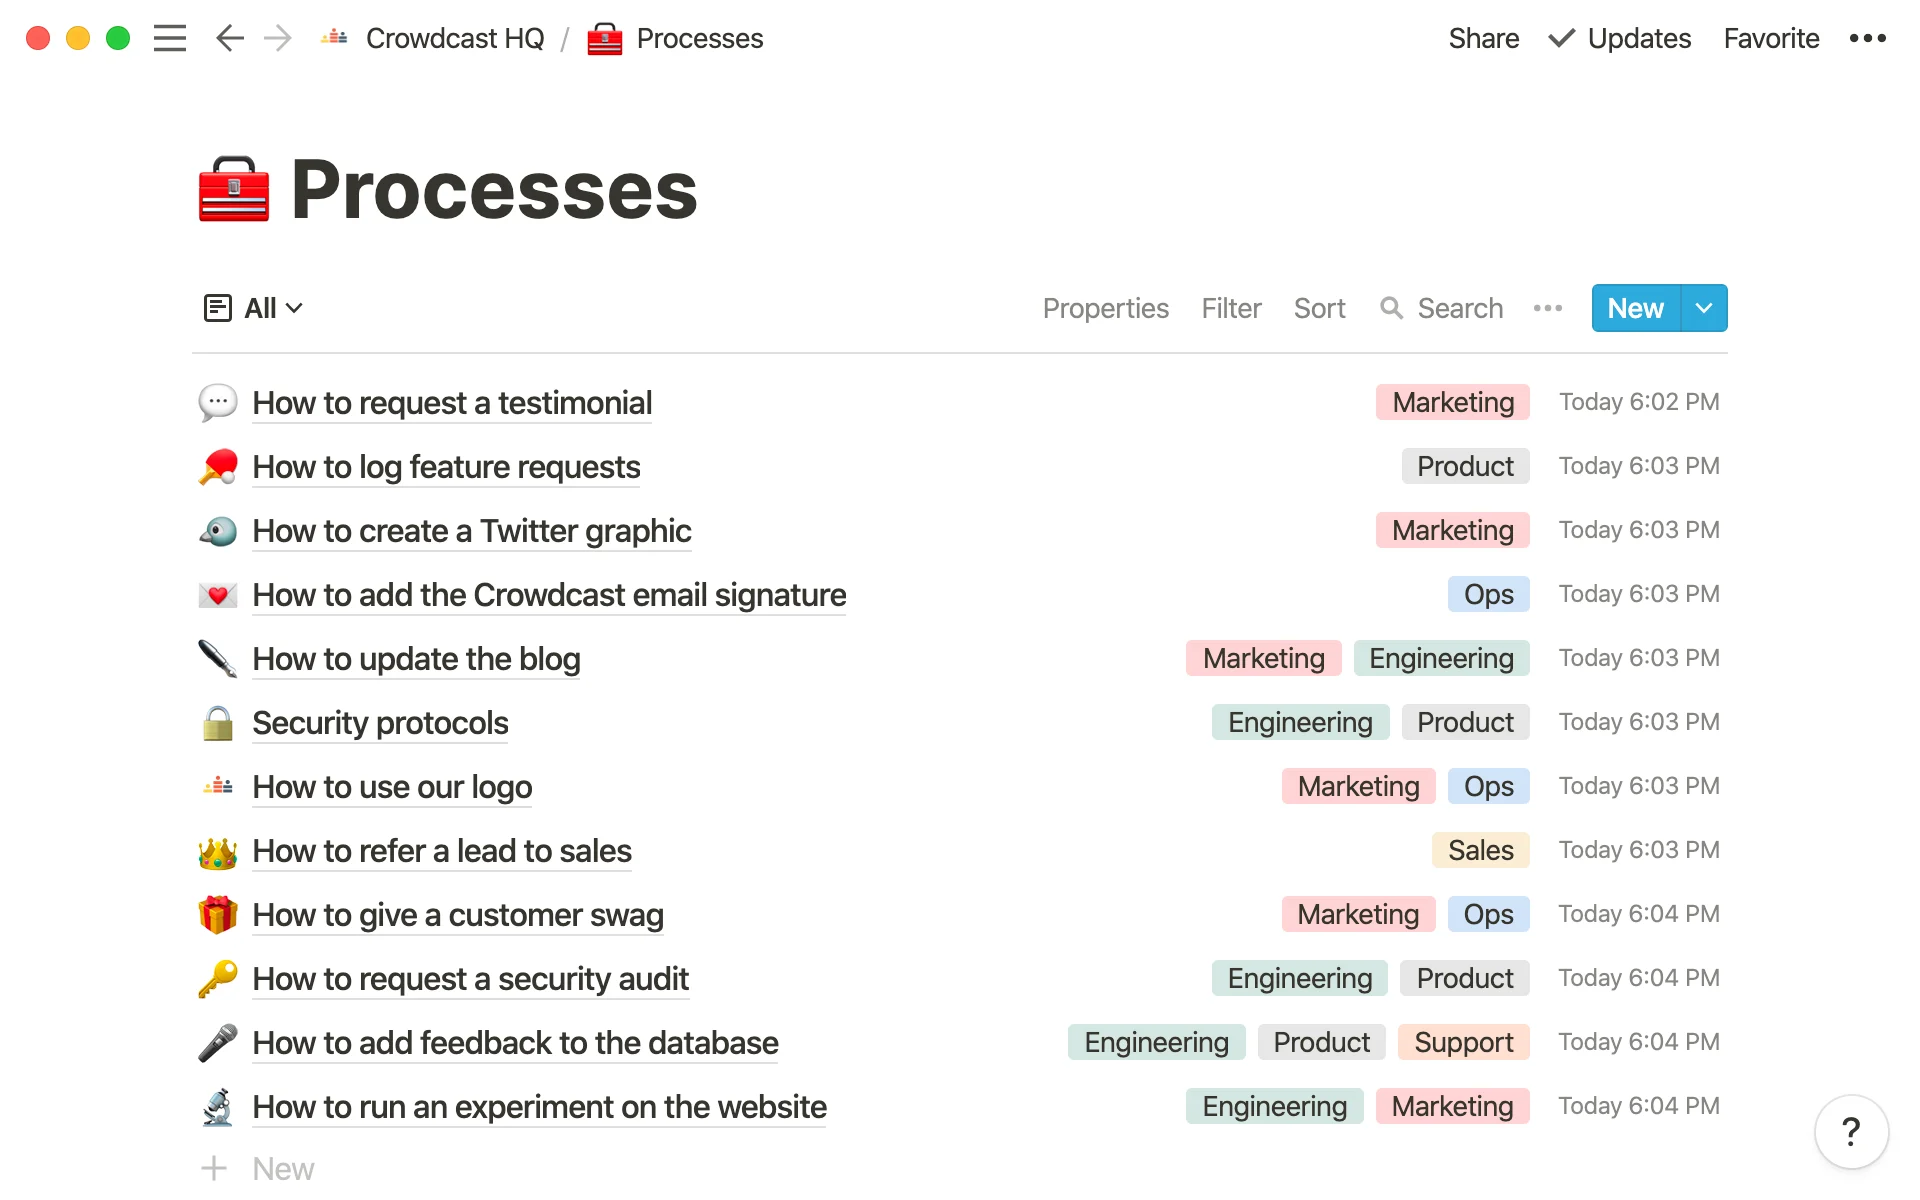 Crowdcast HQ / Processes Share Updates Favorite
Processes
All Properties Filter Sort Search New
How to request a testimonial Marketing Today 6:02 PM
How to log feature requests Product Today 6:03 PM
How to create a Twitter graphic Marketing Today 6:03 PM
How to add the Crowdcast email signature Ops Today 6:03 PM
How to update the blog Marketing Engineering Today 6:03 PM
Security protocols Engineering Product Today 6:03 PM
How to use our logo Marketing Ops Today 6:03 PM
How to refer a lead to sales Sales Today 6:03 PM
How to give a customer swag Marketing Ops Today 6:04 PM
How to request a security audit Engineering Product Today 6:04 PM
How to add feedback to the database Engineering Product Support Today 6:04 PM
How to run an experiment on the website Engineering Marketing Today 6:04 PM
?
New